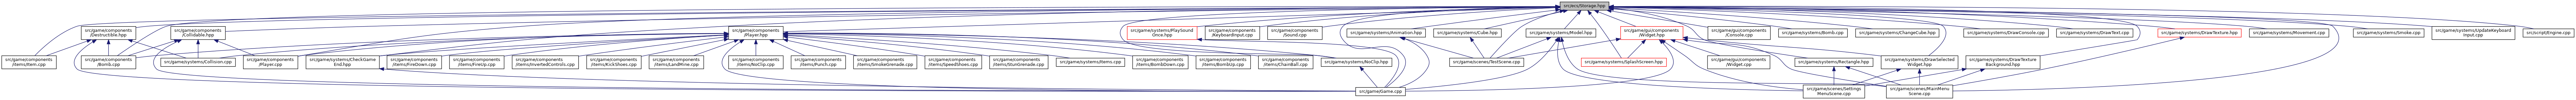 src/ecs/Storage.hpp
src/game/components
/Destructible.hpp
src/game/components
/Collidable.hpp
src/game/components
/Player.hpp
src/game/systems/PlaySound
Once.hpp
src/game/components
/KeyboardInput.cpp
src/game/components
/Sound.cpp
src/game/systems/Animation.hpp
src/game/systems/Cube.hpp
src/game/systems/Model.hpp
src/game/gui/components
/Widget.hpp
src/game/gui/components
/Console.cpp
src/game/systems/Bomb.cpp
src/game/systems/ChangeCube.hpp
src/game/systems/DrawConsole.cpp
src/game/systems/DrawText.cpp
src/game/systems/DrawTexture.hpp
src/game/systems/Movement.cpp
src/game/systems/Smoke.cpp
src/game/systems/UpdateKeyboard
Input.cpp
src/script/Engine.cpp
src/game/components
/items/Item.cpp
src/game/components
/Bomb.cpp
src/game/systems/Collision.cpp
src/game/components
/Player.cpp
src/game/systems/CheckGame
End.hpp
src/game/components
/items/FireDown.cpp
src/game/components
/items/FireUp.cpp
src/game/components
/items/InvertedControls.cpp
src/game/components
/items/KickShoes.cpp
src/game/components
/items/LandMine.cpp
src/game/components
/items/NoClip.cpp
src/game/components
/items/Punch.cpp
src/game/components
/items/SmokeGrenade.cpp
src/game/components
/items/SpeedShoes.cpp
src/game/components
/items/StunGrenade.cpp
src/game/systems/Items.cpp
src/game/components
/items/BombDown.cpp
src/game/components
/items/BombUp.cpp
src/game/components
/items/ChainBall.cpp
src/game/systems/NoClip.hpp
src/game/scenes/TestScene.cpp
src/game/systems/SplashScreen.hpp
src/game/gui/components
/Widget.cpp
src/game/systems/Rectangle.hpp
src/game/systems/DrawSelected
Widget.hpp
src/game/systems/DrawTexture
Background.hpp
src/game/Game.cpp
src/game/scenes/Settings
MenuScene.cpp
src/game/scenes/MainMenu
Scene.cpp